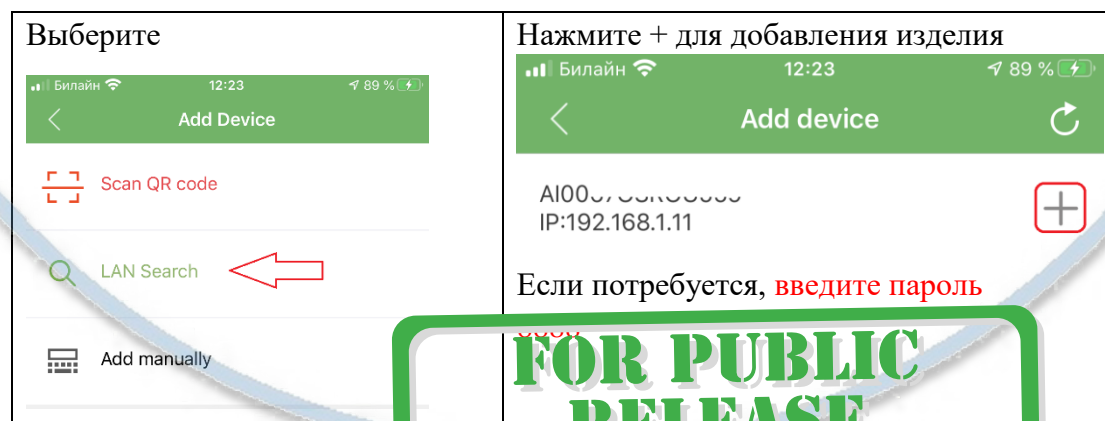 Выберите
Билайн 12:23 89 %
Add Device
Scan QR code
LAN Search
Add manually
Нажмите + для добавления изделия
Билайн 12:23 89 %
Add device
IP:192.168.1.11
Если потребуется, введите пароль
FOR PUBLIC
RELEASE